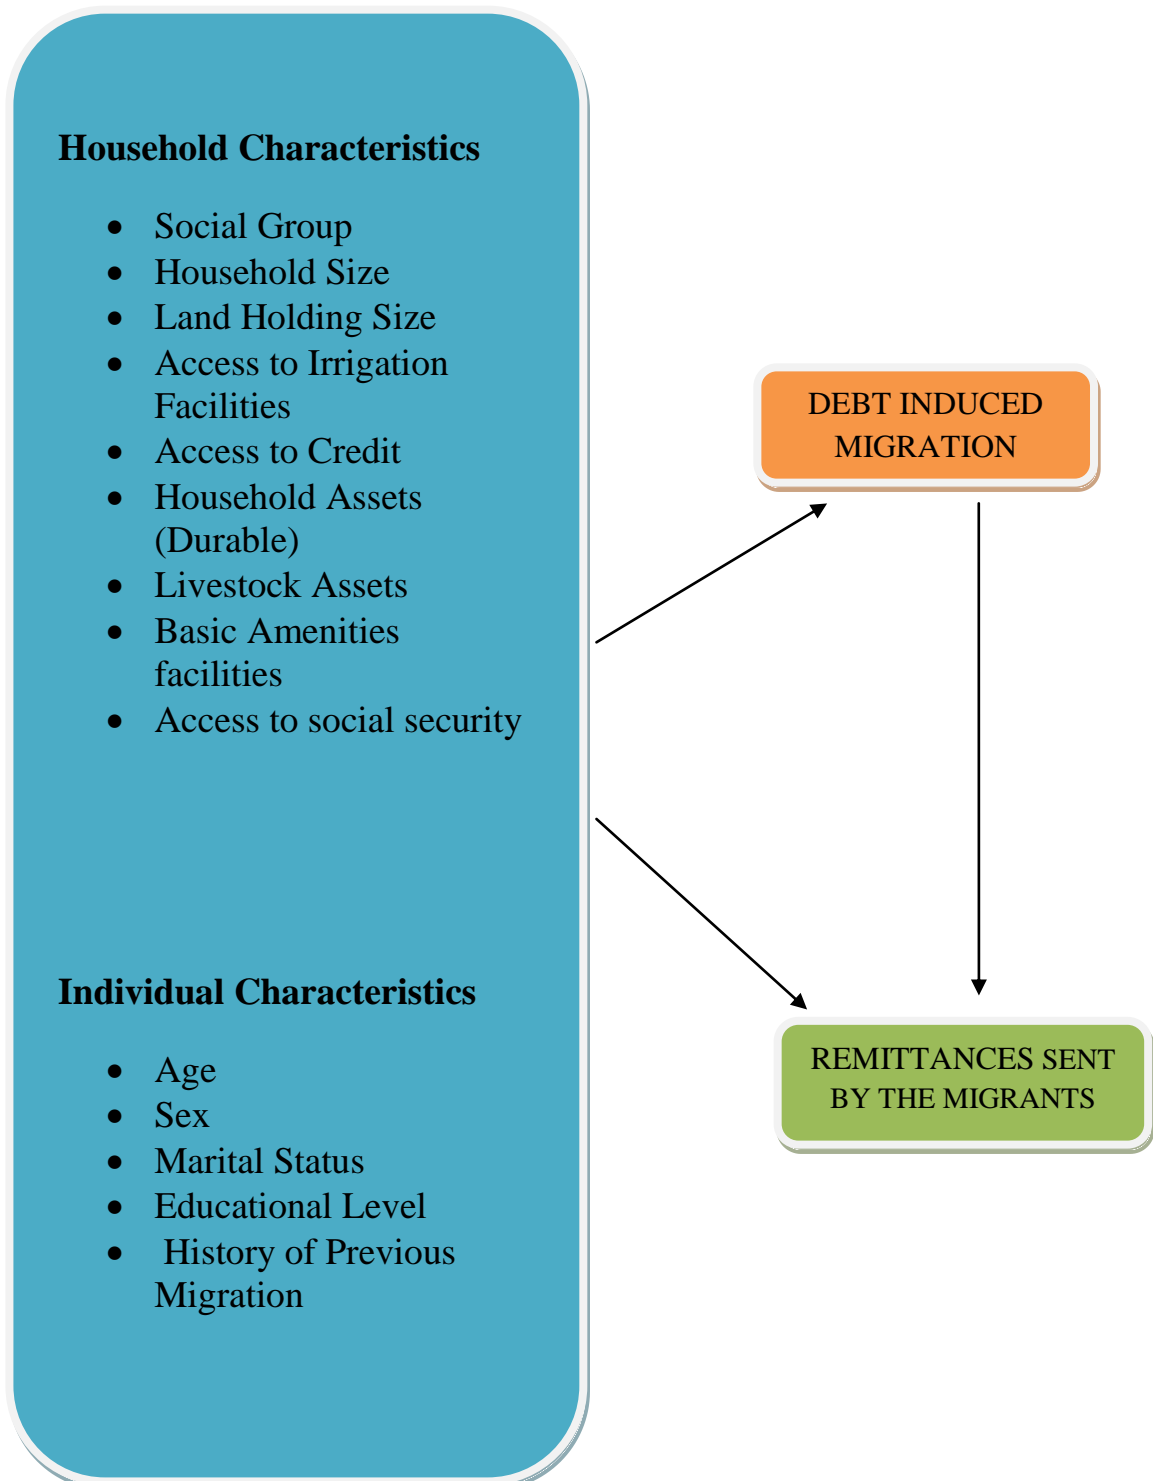 Household Characteristics
• Social Group
• Household Size
• Land Holding Size
• Access to Irrigation
Facilities
• Access to Credit
• Household Assets
(Durable)
• Livestock Assets
• Basic Amenities
facilities
• Access to social security
Individual Characteristics
• Age
• Sex
• Marital Status
• Educational Level
• History of Previous
Migration
DEBT INDUCED
MIGRATION
REMITTANCES SENT
BY THE MIGRANTS